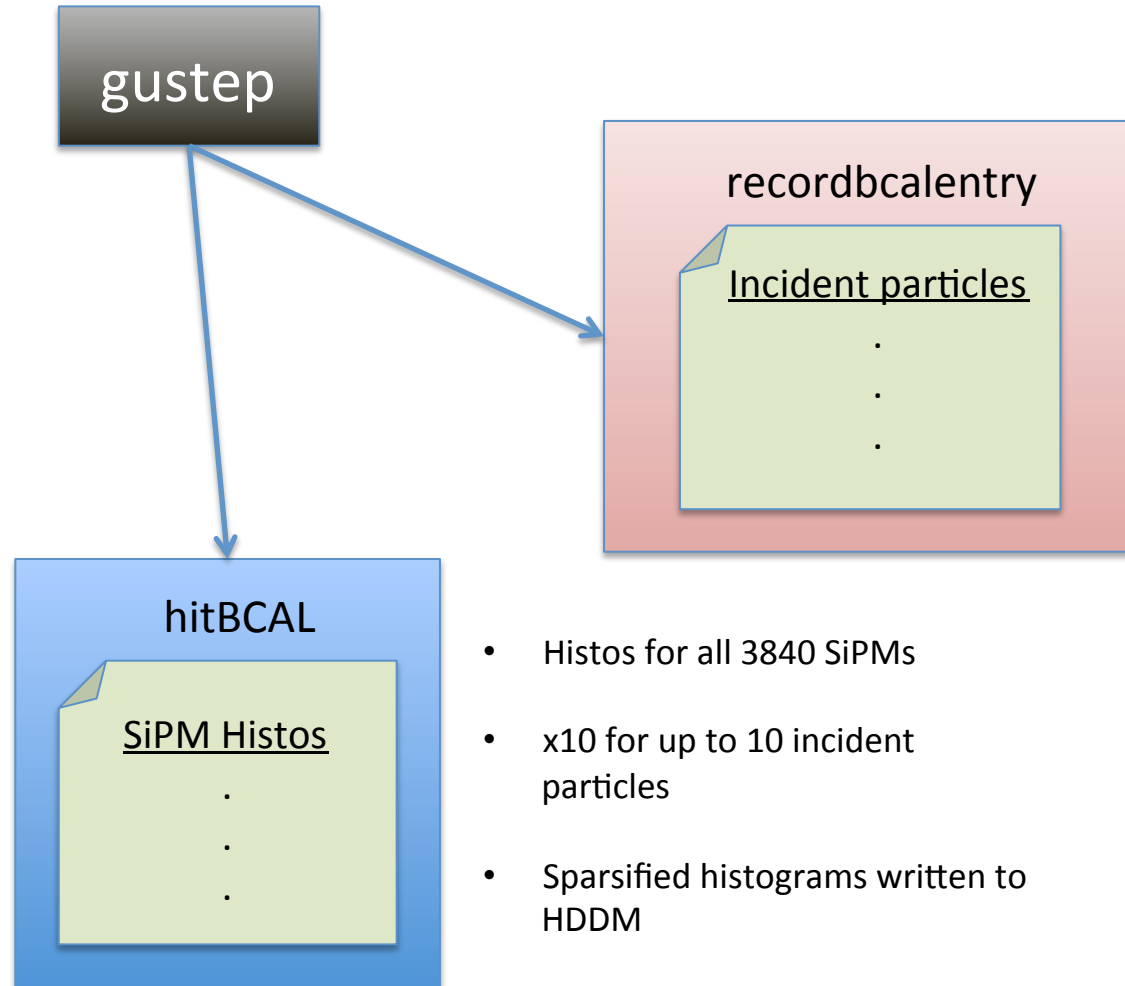 gustep
recordbcalentry
Incident particles
.
.
.
hitBCAL
SiPM Histos
.
.
.
• Histos for all 3840 SiPMs
• x10 for up to 10 incident
particles
• Sparsified histograms written to
HDDM